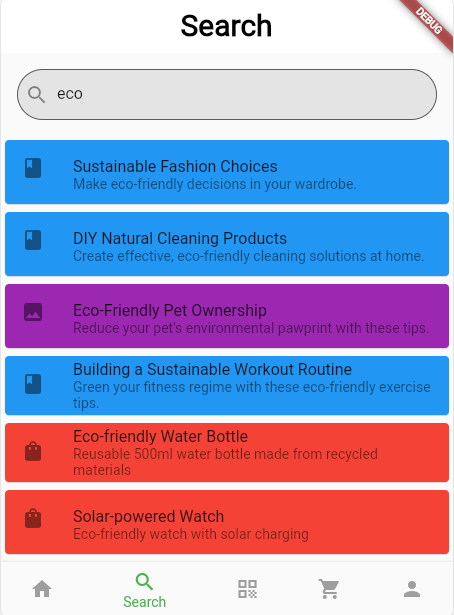 Search
DEBUG
eco
Sustainable Fashion Choices
Make eco-friendly decisions in your wardrobe.
DIY Natural Cleaning Products
Create effective, eco-friendly cleaning solutions at home.
Eco-Friendly Pet Ownership
Reduce your pet's environmental pawprint with these tips.
Building a Sustainable Workout Routine
Green your fitness regime with these eco-friendly exercise
tips.
Eco-friendly Water Bottle
Reusable 500ml water bottle made from recycled
materials
Solar-powered Watch
Eco-friendly watch with solar charging
Search